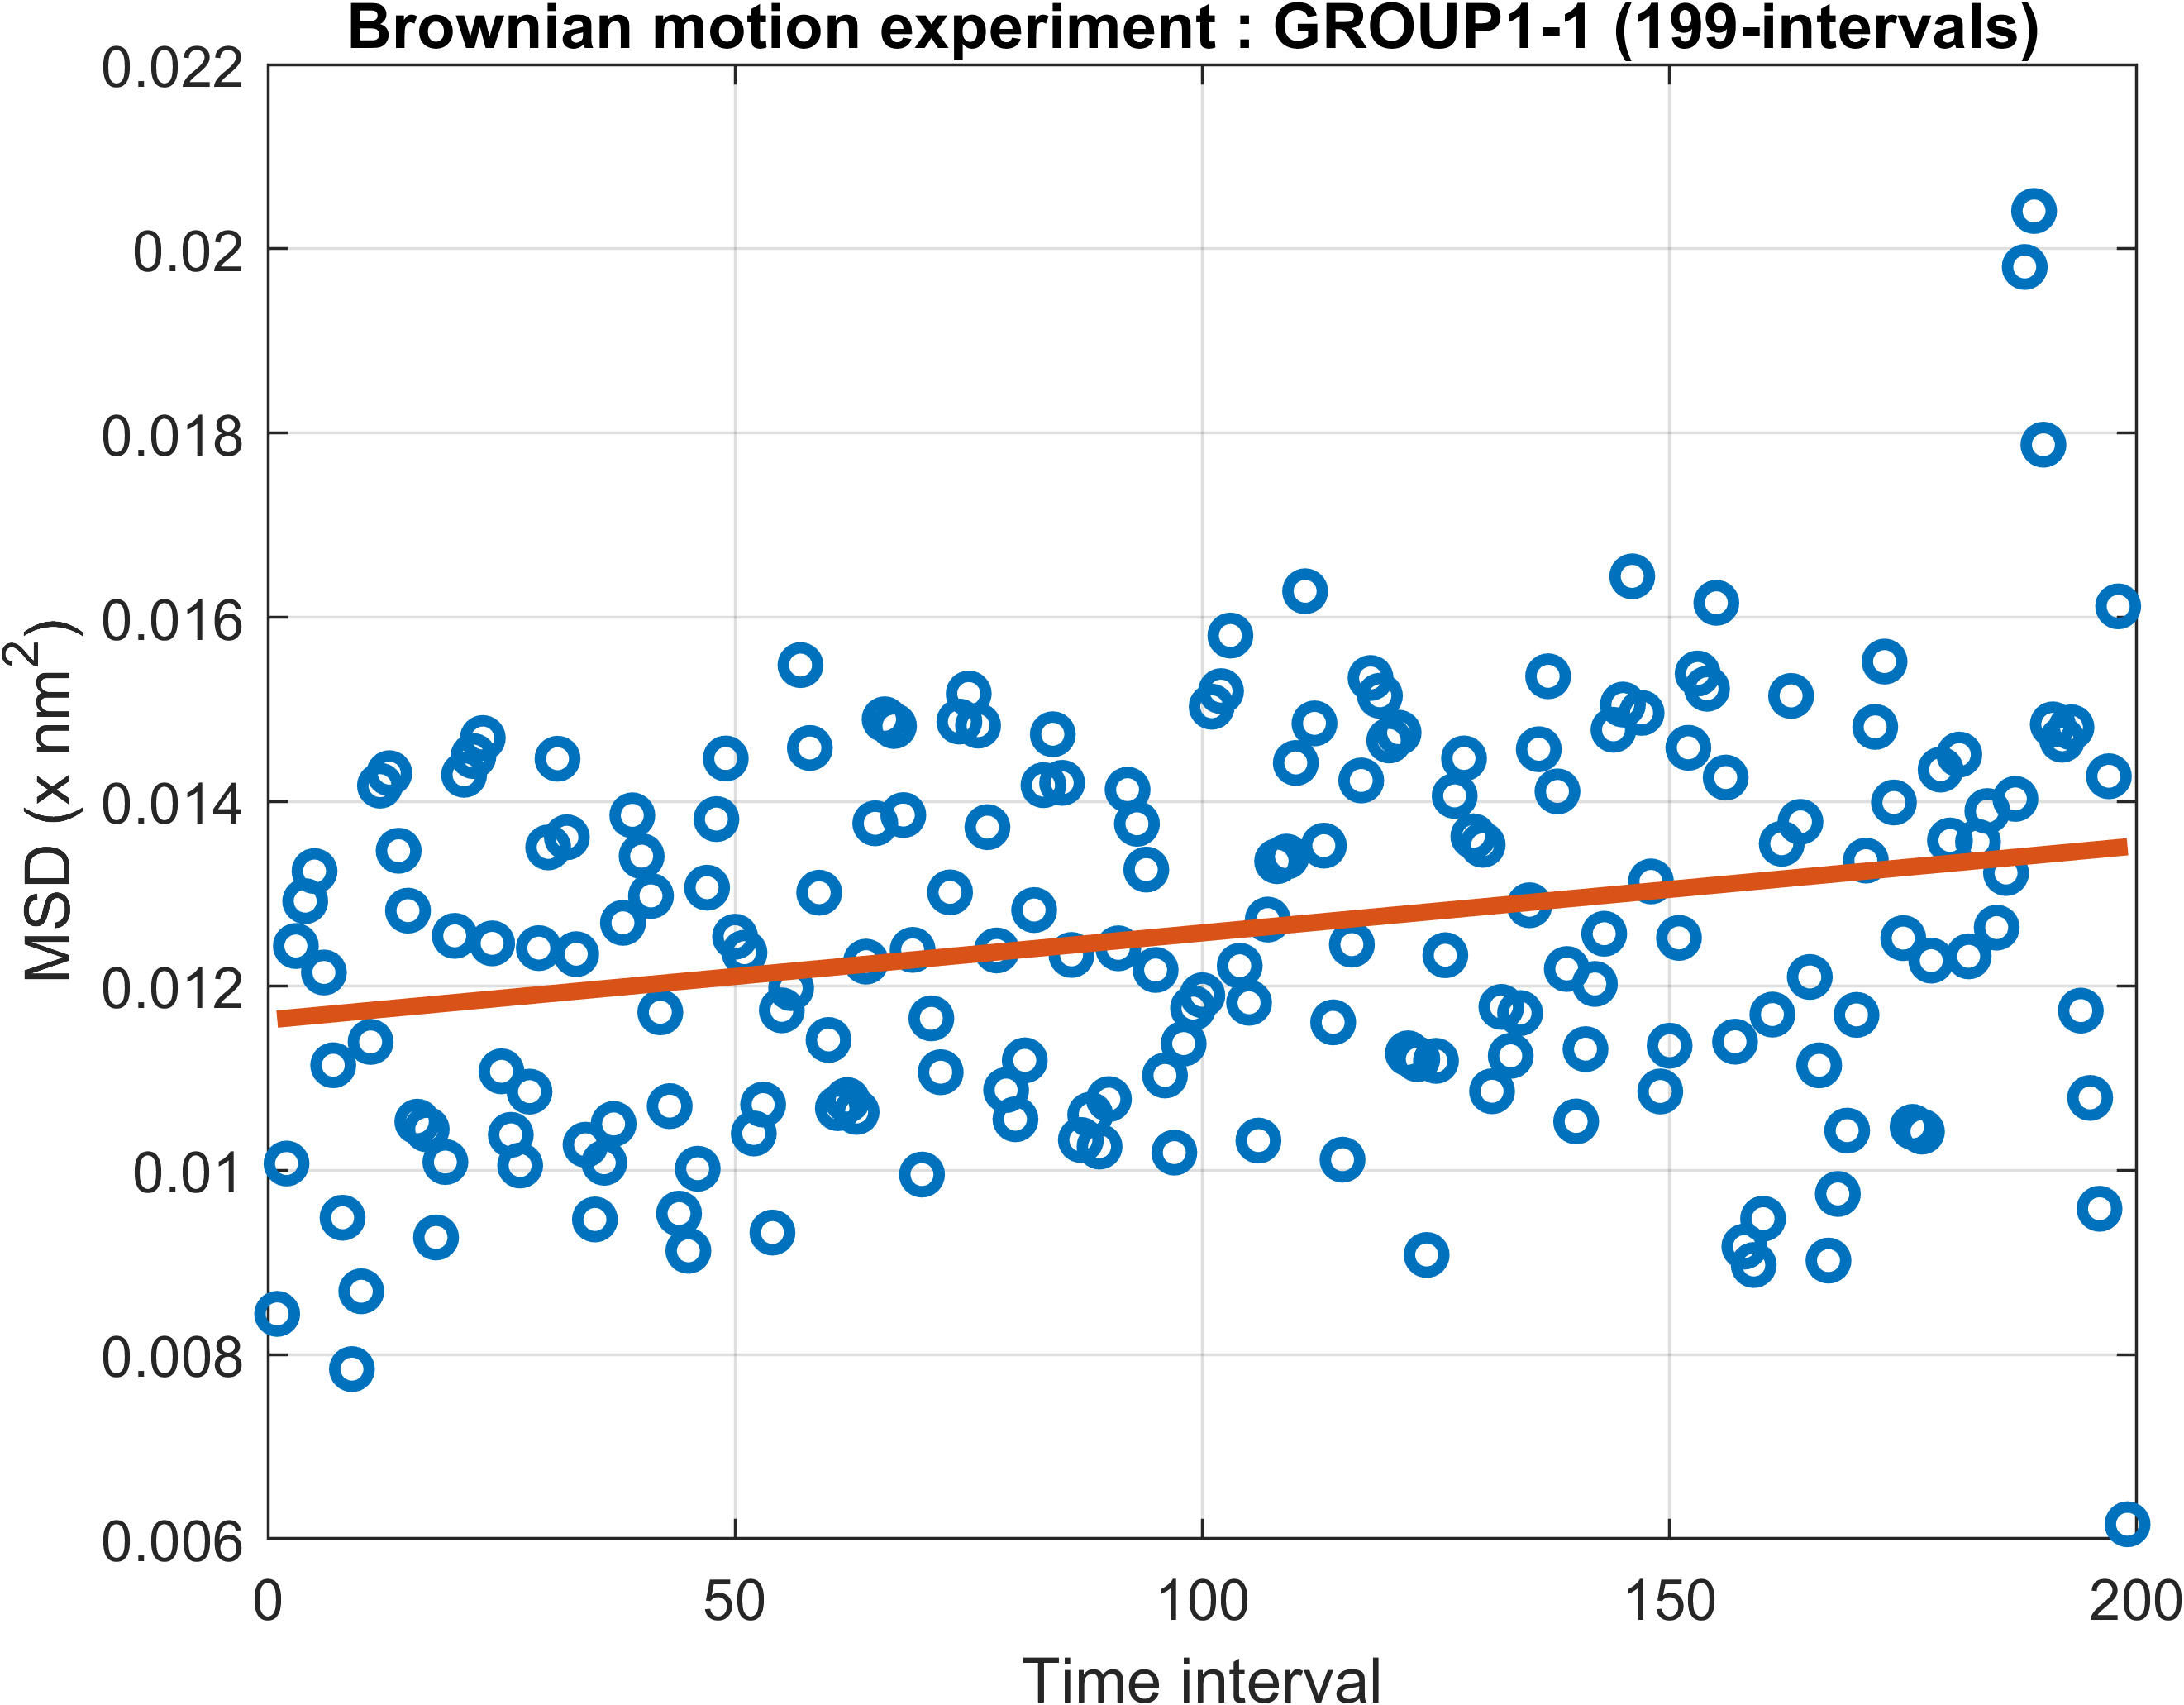 Brownian motion experiment : GROUP1-1 (199-intervals)
0.022
0.02
0.018
0.016
0.014
0.012
0.01
0.008
0.006
MSD (x nm²)
0 50 100 150 200
Time interval